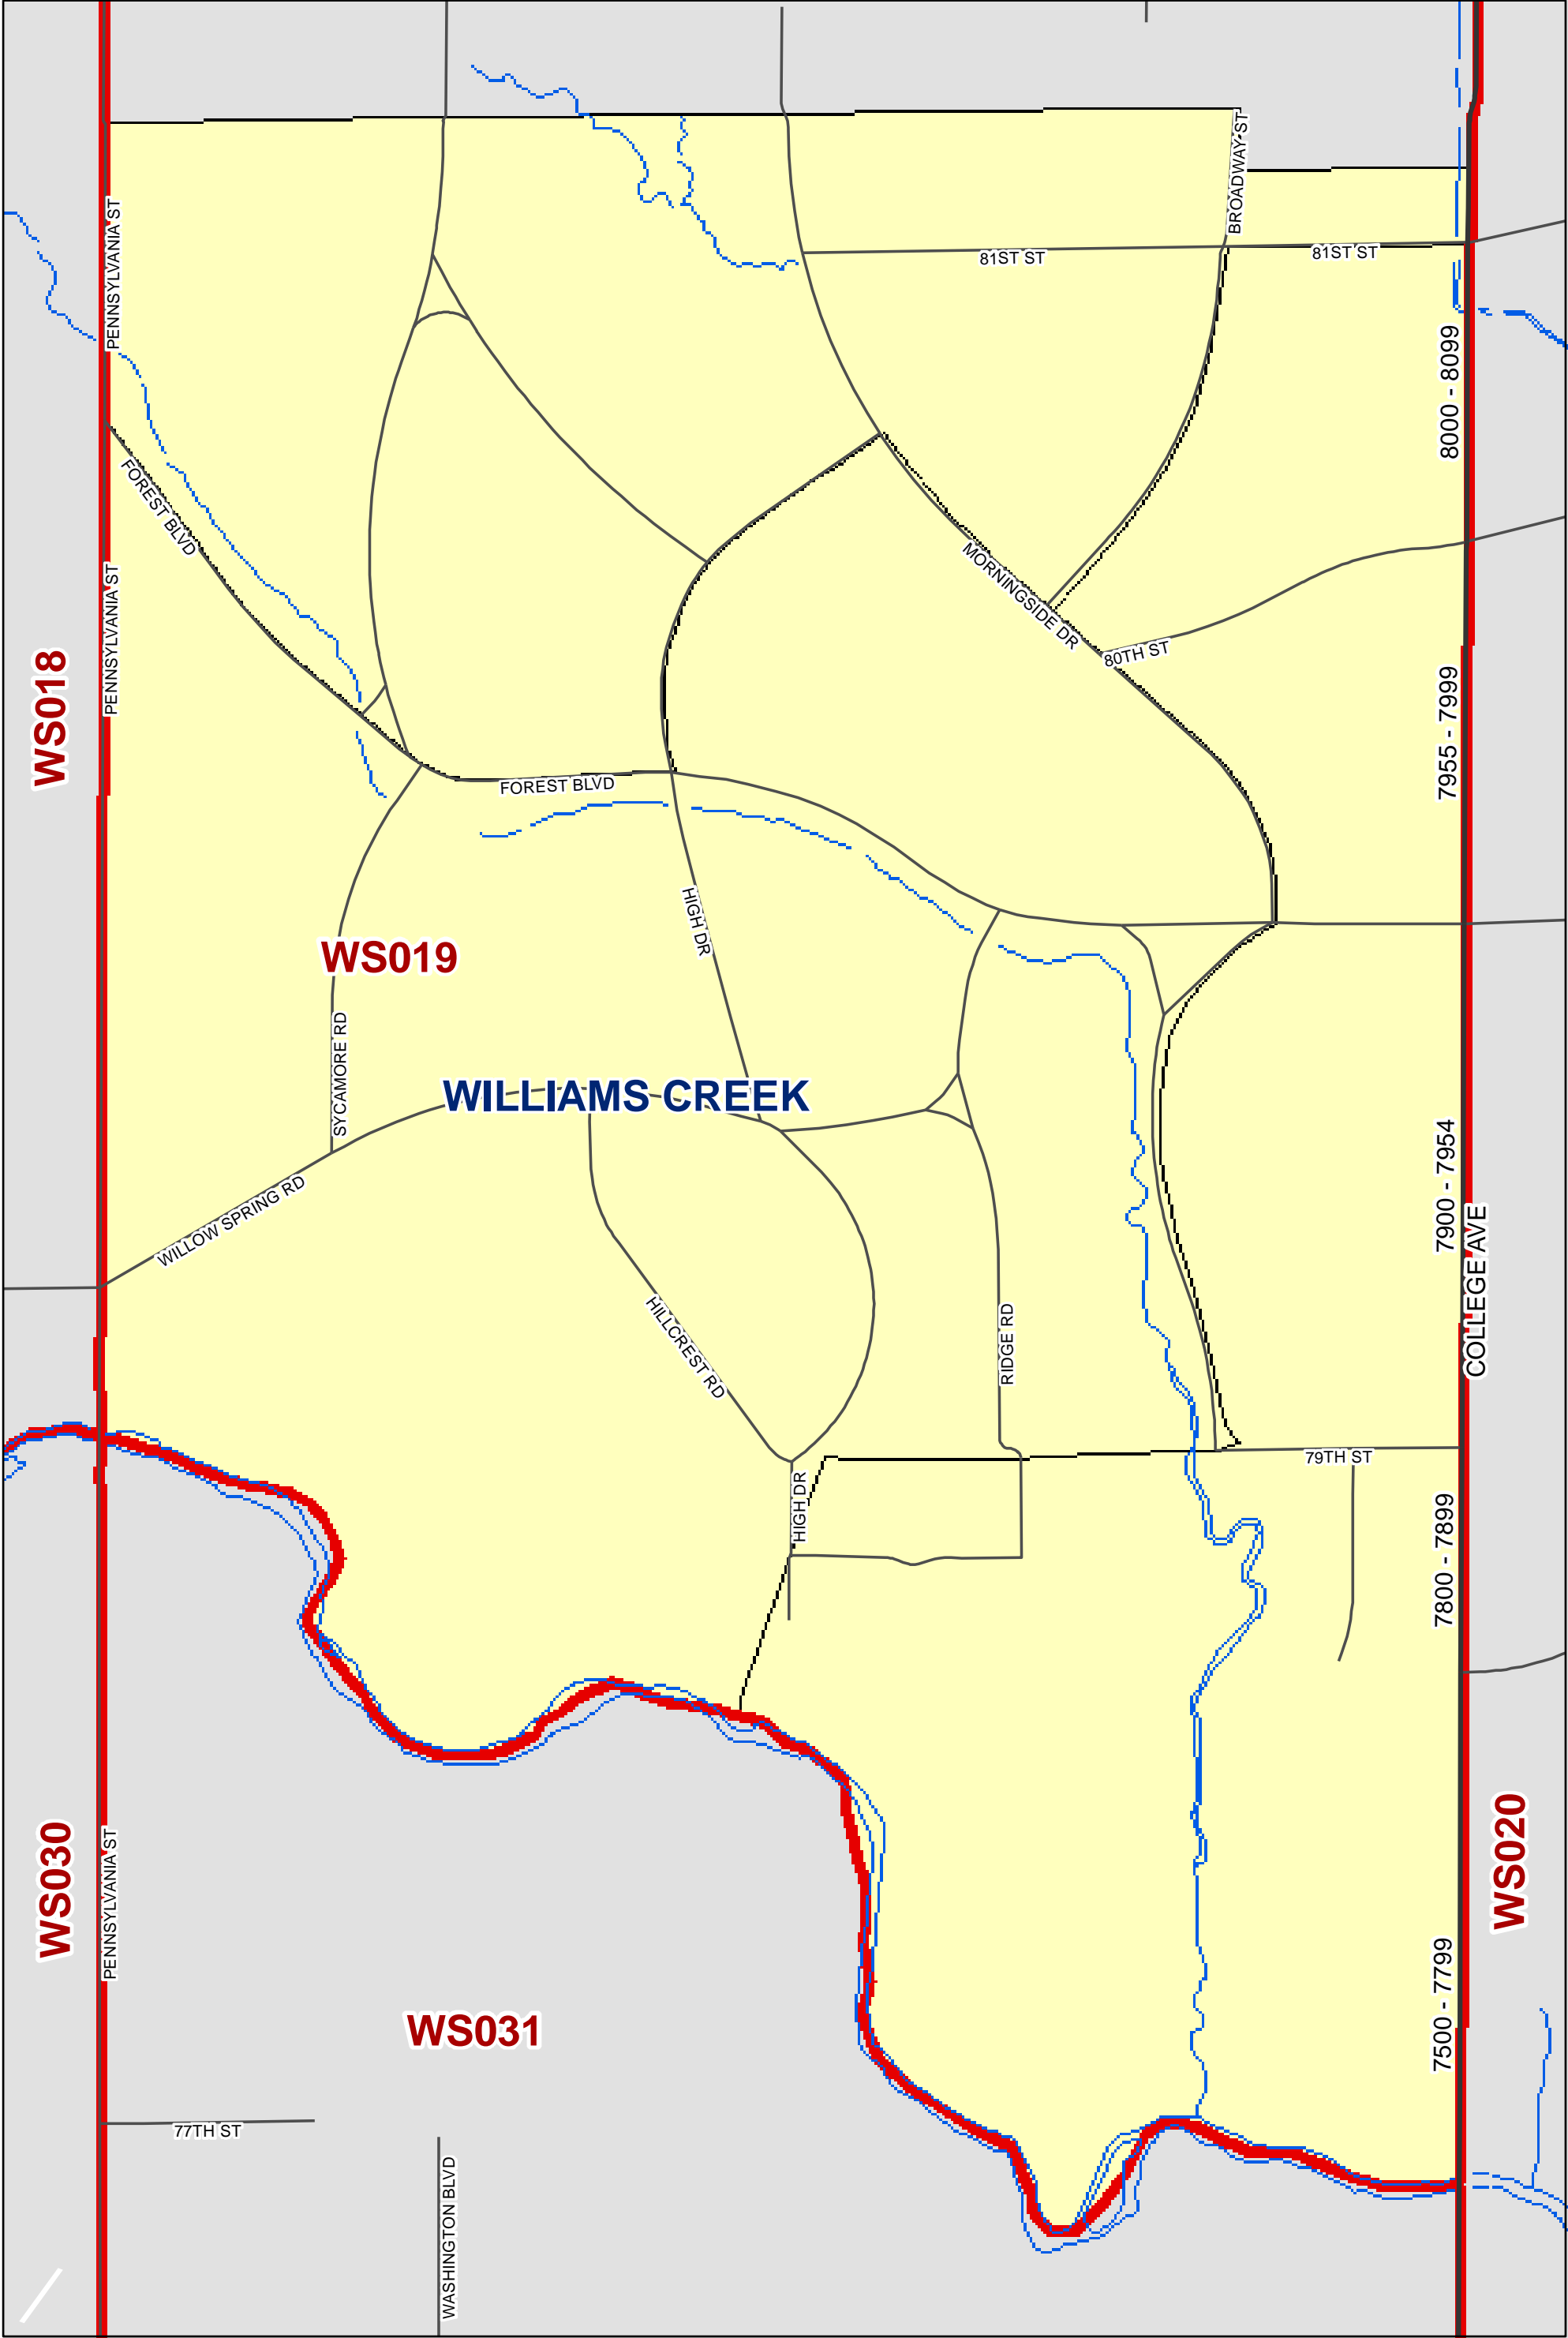 BROADWAY ST
PENNSYLVANIA ST
81ST ST
81ST ST
8000 - 8099
FOREST BLVD
MORNINGSIDE DR
PENNSYLVANIA ST
80TH ST
WS018
7955 - 7999
FOREST BLVD
HIGH DR
WS019
SYCAMORE RD
WILLIAMS CREEK
7900 - 7954
WILLOW SPRING RD
COLLEGE AVE
HILLCREST RD
RIDGE RD
79TH ST
HIGH DR
7800 - 7899
WS030
PENNSYLVANIA ST
WS020
7500 - 7799
WS031
77TH ST
WASHINGTON BLVD